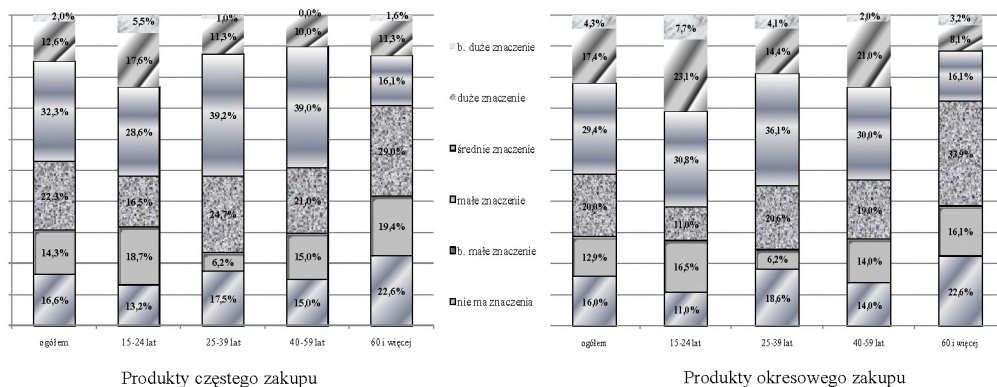 2,0% 5,5% 1,0% 0,0% 1,6%
12,6% 17,6% 11,3% 10,0% 11,3%
32,3% 28,6% 39,2% 39,0% 16,1%
22,3% 16,5% 24,7% 21,0% 29,0%
14,3% 18,7% 6,2% 15,0% 19,4%
16,6% 13,2% 17,5% 15,0% 22,6%
ogółem 15-24 lat 25-39 lat 40-59 lat 60 i więcej
Produkty częstego zakupu
b. duże znaczenie
duże znaczenie
średnie znaczenie
małe znaczenie
b. małe znaczenie
nie ma znaczenia
4,3% 7,7% 4,1% 2,0% 3,2%
17,4% 23,1% 14,4% 21,0% 8,1%
29,4% 30,8% 36,1% 30,0% 16,1%
20,0% 11,0% 20,6% 19,0% 33,9%
12,9% 16,5% 6,2% 14,0% 16,1%
16,0% 11,0% 18,6% 14,0% 22,6%
ogółem 15-24 lat 25-39 lat 40-59 lat 60 i więcej
Produkty okresowego zakupu